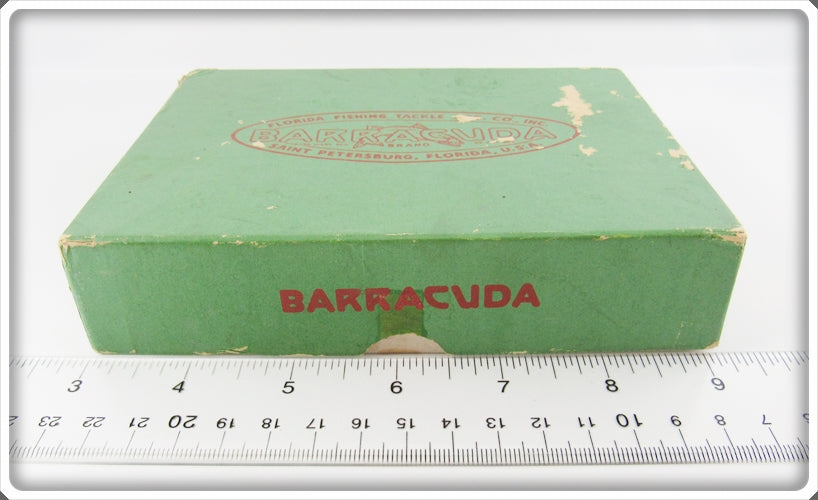 FLORIDA FISHING TACKLE CO., INC.
BARRACUDA
BRAND
SAINT PETERSBURG, FLORIDA, U.S.A.
BARRACUDA
3 4 5 6 7 8 9
23 22 21 20 19 18 17 16 15 14 13 12 11 10 9 8 7 6